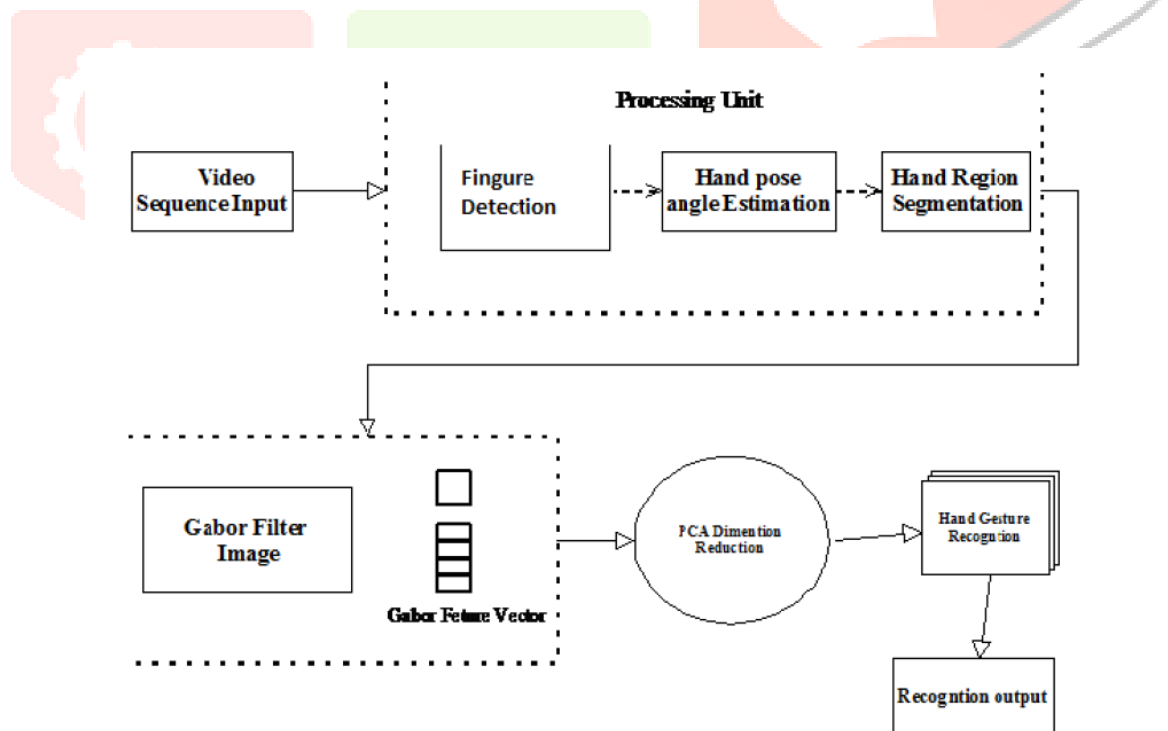 Processing Unit
Video
Sequence Input
Fingure
Detection
Hand pose
angle Estimation
Hand Region
Segmentation
Gabor Filter
Image
Gabor Feture Vector
PCA Dimention
Reduction
Hand Gesture
Recogntion
Recogntion output